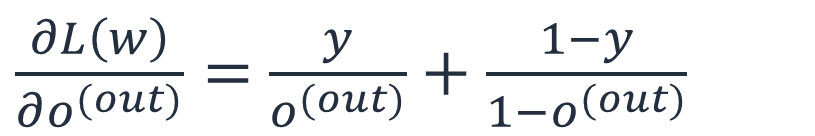 ∂L(w)/∂o^(out) = y/o^(out) + 1−y/1−o^(out)